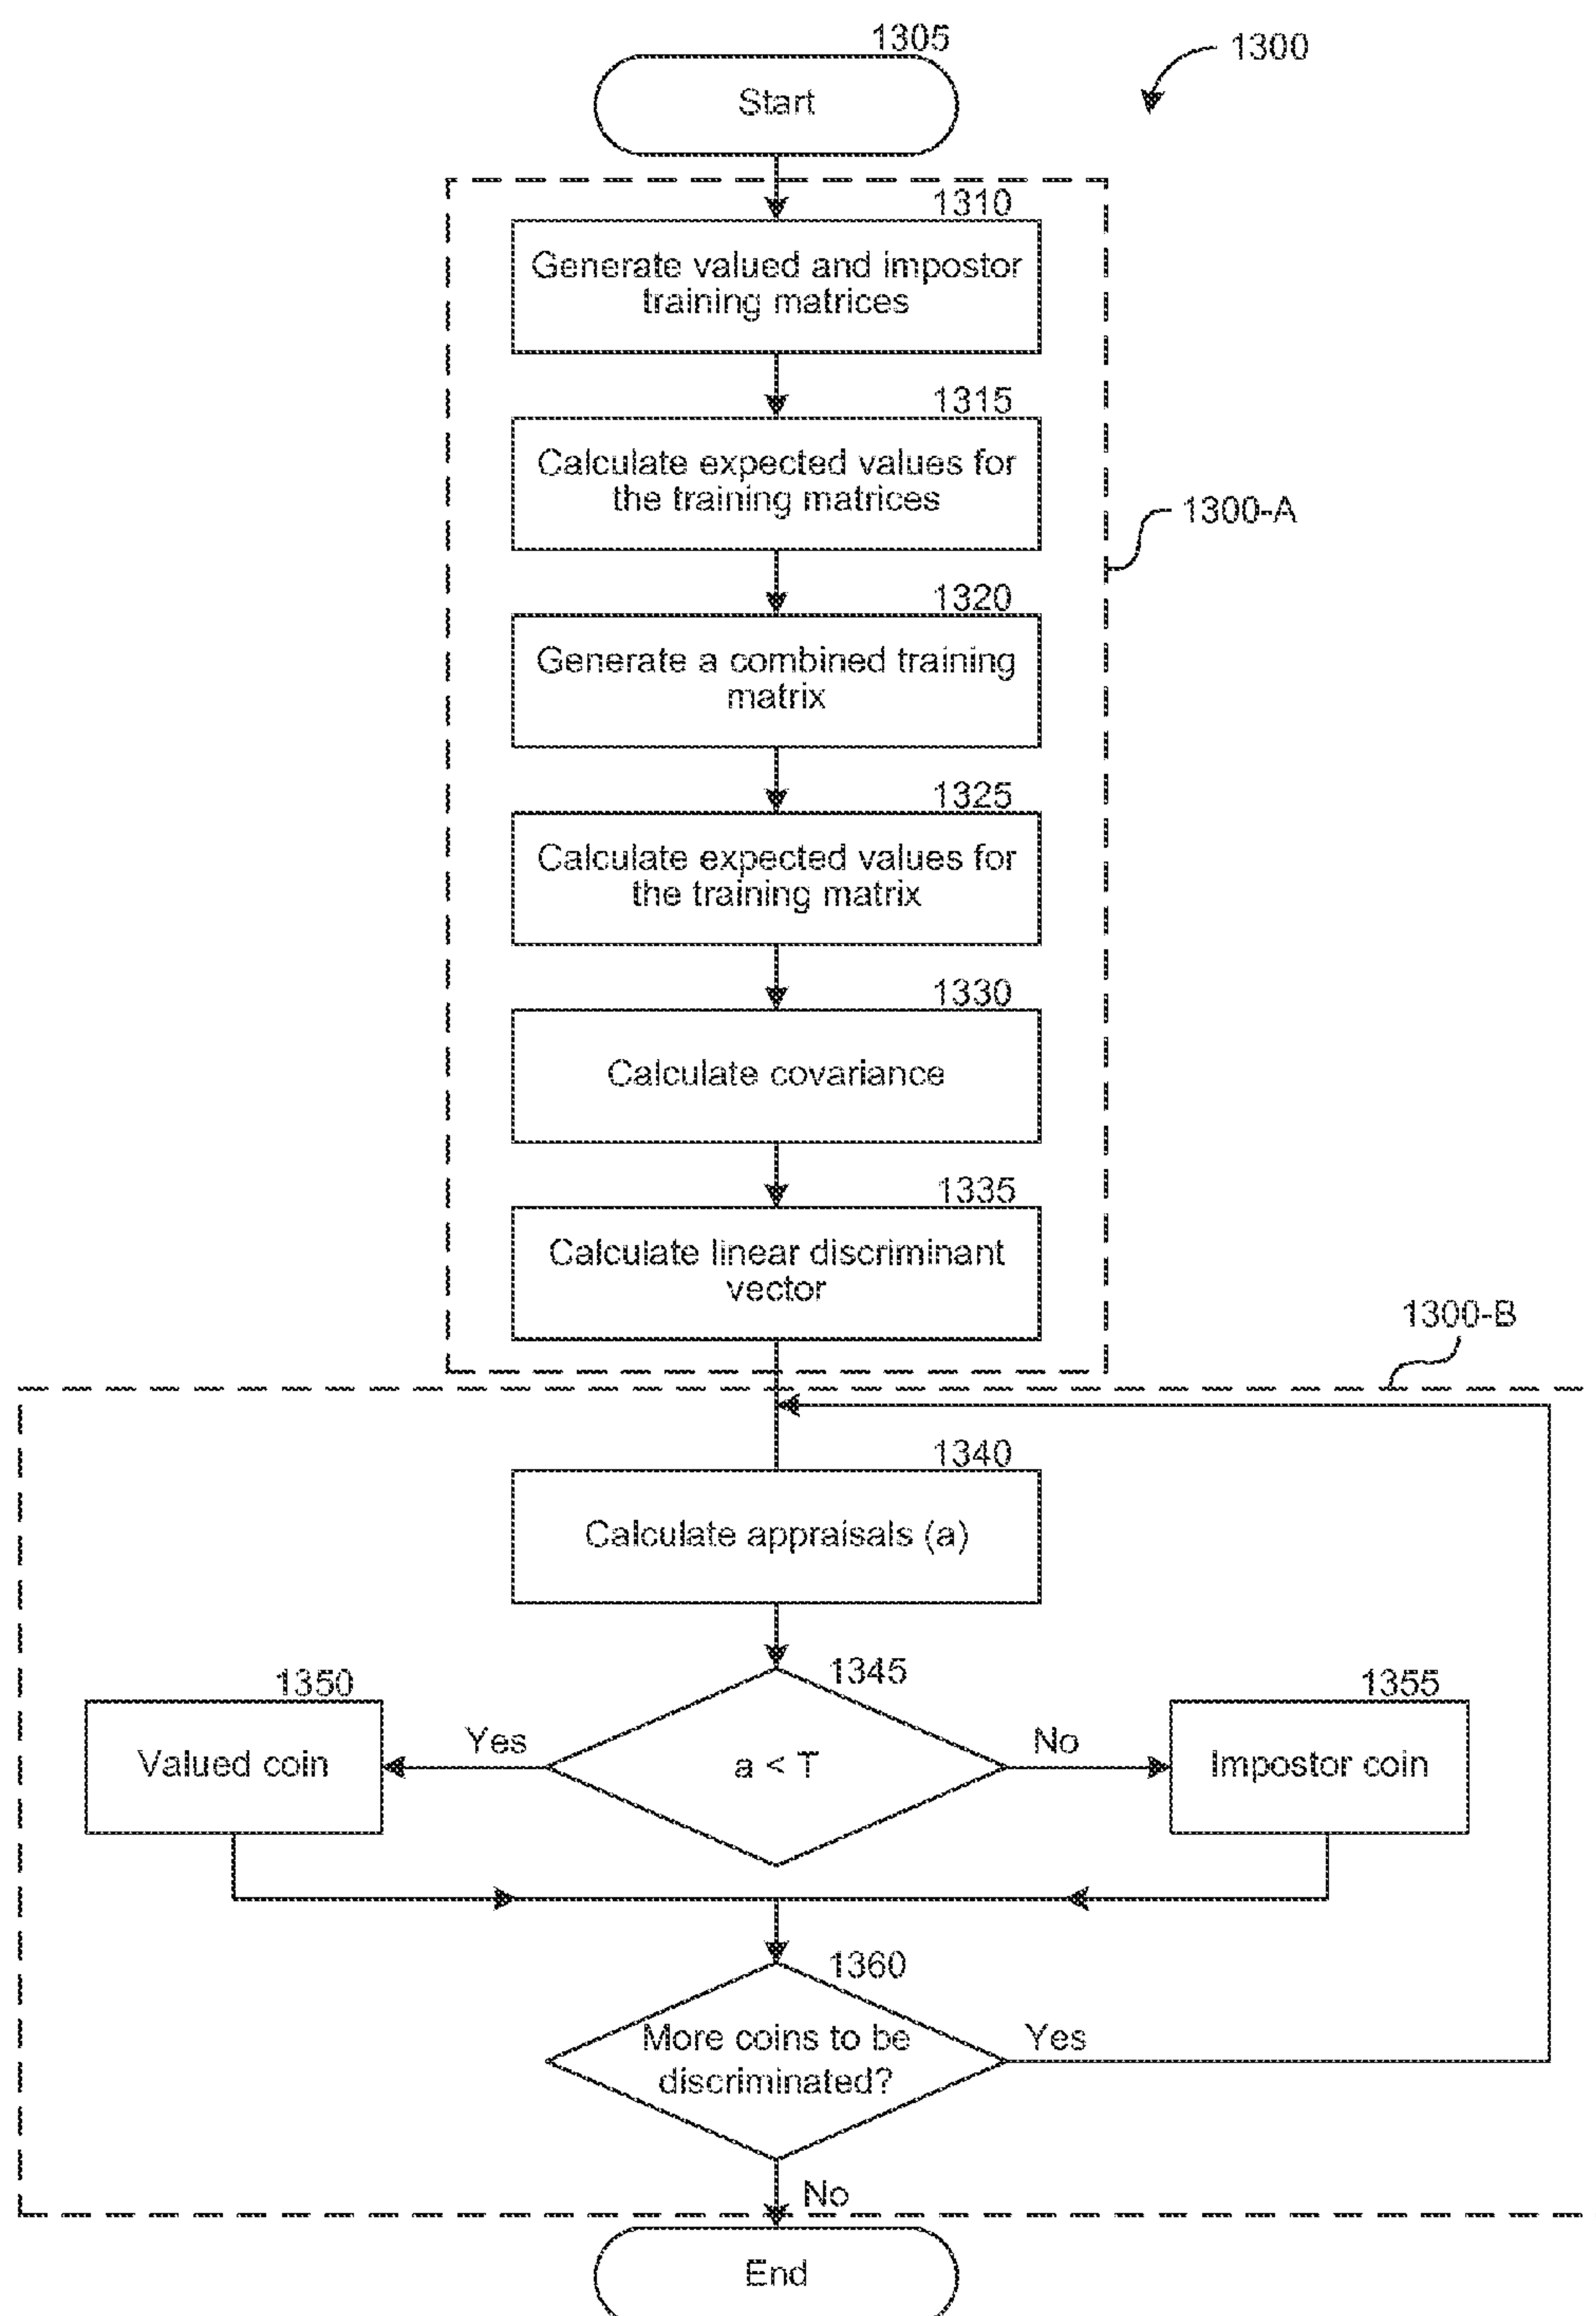 1305
1300
Start
1310
Generate valued and impostor
training matrices
1315
Calculate expected values for
the training matrices
1300-A
1320
Generate a combined training
matrix
1325
Calculate expected values for
the training matrix
1330
Calculate covariance
1335
Calculate linear discriminant
vector
1300-B
1340
Calculate appraisals (a)
1345
1350
1355
Yes
No
Valued coin
a < T
Impostor coin
1360
More coins to be
discriminated?
Yes
No
End